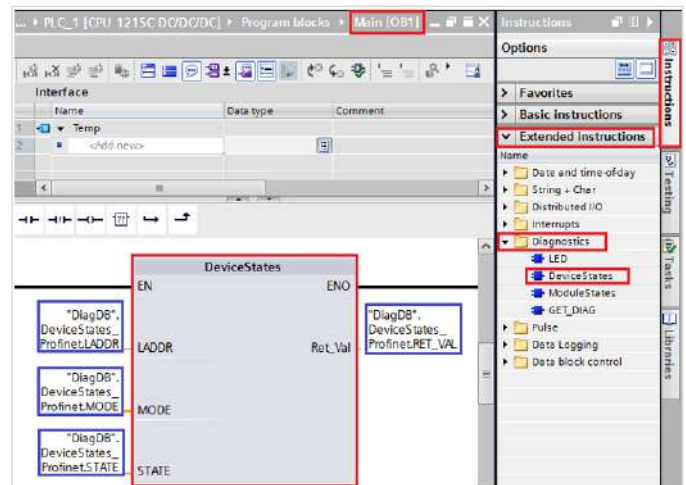 ... ▸ PLC_1 [CPU 1215C DC/DC/DC] ▸ Program blocks ▸ Main [OB1]
Interface
Name Data type Comment
1 Temp
2 <Add new>
DeviceStates
EN ENO
"DiagDB".
DeviceStates_
Profinet.LADDR
LADDR
"DiagDB".
DeviceStates_
Profinet.RET_VAL
Ret_Val
"DiagDB".
DeviceStates_
Profinet.MODE
MODE
"DiagDB".
DeviceStates_
Profinet.STATE
STATE
Instructions
Options
Favorites
Basic instructions
Extended instructions
Name
Date and time-of-day
String + Char
Distributed I/O
Interrupts
Diagnostics
LED
DeviceStates
ModuleStates
GET_DIAG
Pulse
Data Logging
Data block control
Instructions
Testing
Tasks
Libraries